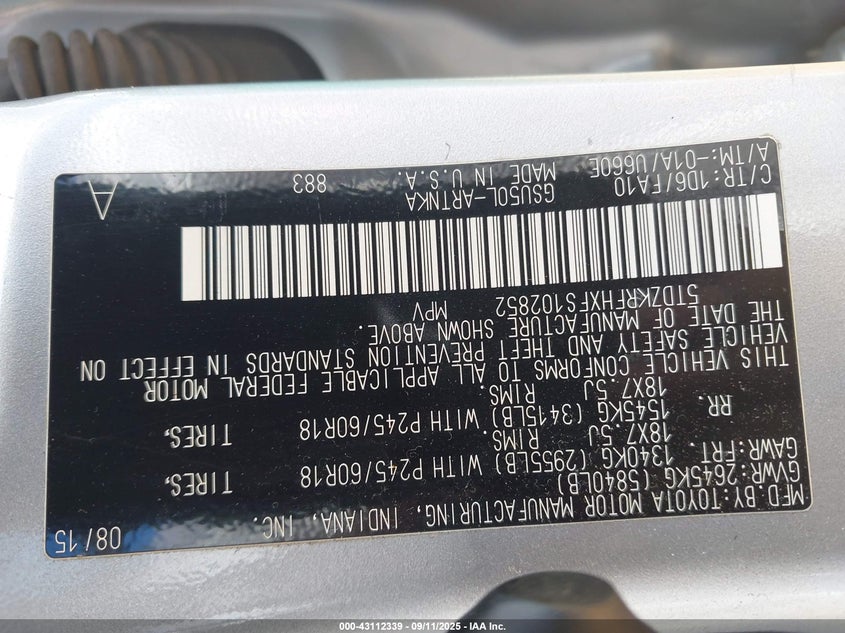 MFD.BY:TOYOTA MOTOR MANUFACTURING, INDIANA, INC. 08/15
GVWR:2645KG (5840LB)
GAWR:FRT. 1340KG (2955LB) WITH P245/60R18 TIRES.
18X7.5J RIMS.
RR. 1545KG (3415LB) WITH P245/60R18 TIRES.
18X7.5J RIMS.
THIS VEHICLE CONFORMS TO ALL APPLICABLE FEDERAL MOTOR
VEHICLE SAFETY AND THEFT PREVENTION STANDARDS IN EFFECT ON
THE DATE OF MANUFACTURE SHOWN ABOVE.
5TDZKRFHXFS102852 MPV
C/TR:1D6/FA10 GSU50L-ARTNKA 883 A
A/TM:-01A/U660E MADE IN U.S.A.
000-43112339 - 09/11/2025 - IAA Inc.